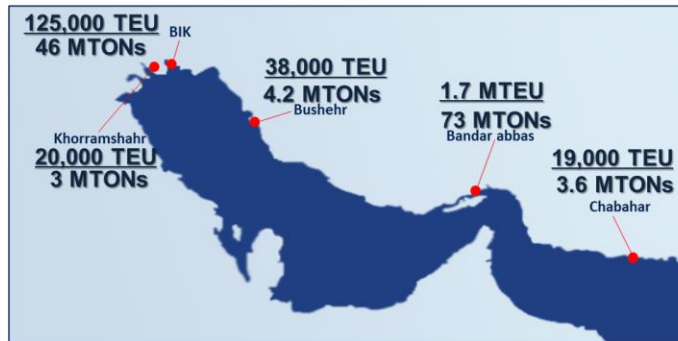 125,000 TEU
46 MTONs
BIK
38,000 TEU
4.2 MTONs
Bushehr
Khorramshahr
20,000 TEU
3 MTONs
1.7 MTEU
73 MTONs
Bandar abbas
19,000 TEU
3.6 MTONs
Chabahar